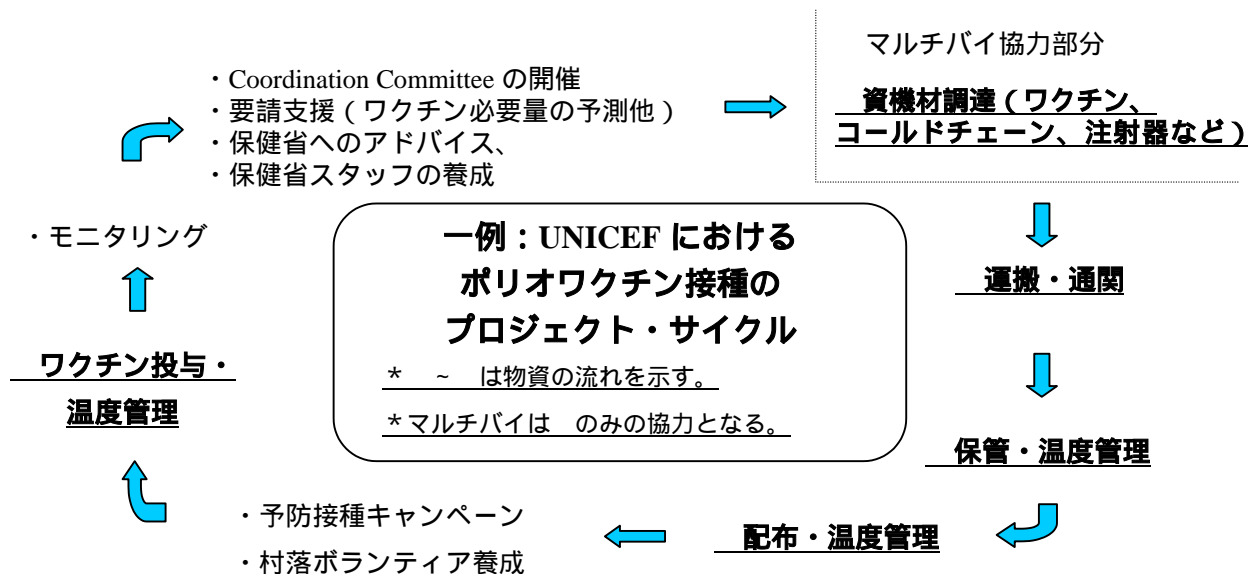 マルチバイ協力部分
・Coordination Committee の開催
・要請支援（ワクチン必要量の予測他）
・保健省へのアドバイス、
・保健省スタッフの養成
資機材調達（ワクチン、
コールドチェーン、注射器など）
運搬・通関
保管・温度管理
配布・温度管理
・予防接種キャンペーン
・村落ボランティア養成
ワクチン投与・
温度管理
・モニタリング
一例：UNICEF における
ポリオワクチン接種の
プロジェクト・サイクル
＊　~　は物資の流れを示す。
＊マルチバイは　のみの協力となる。